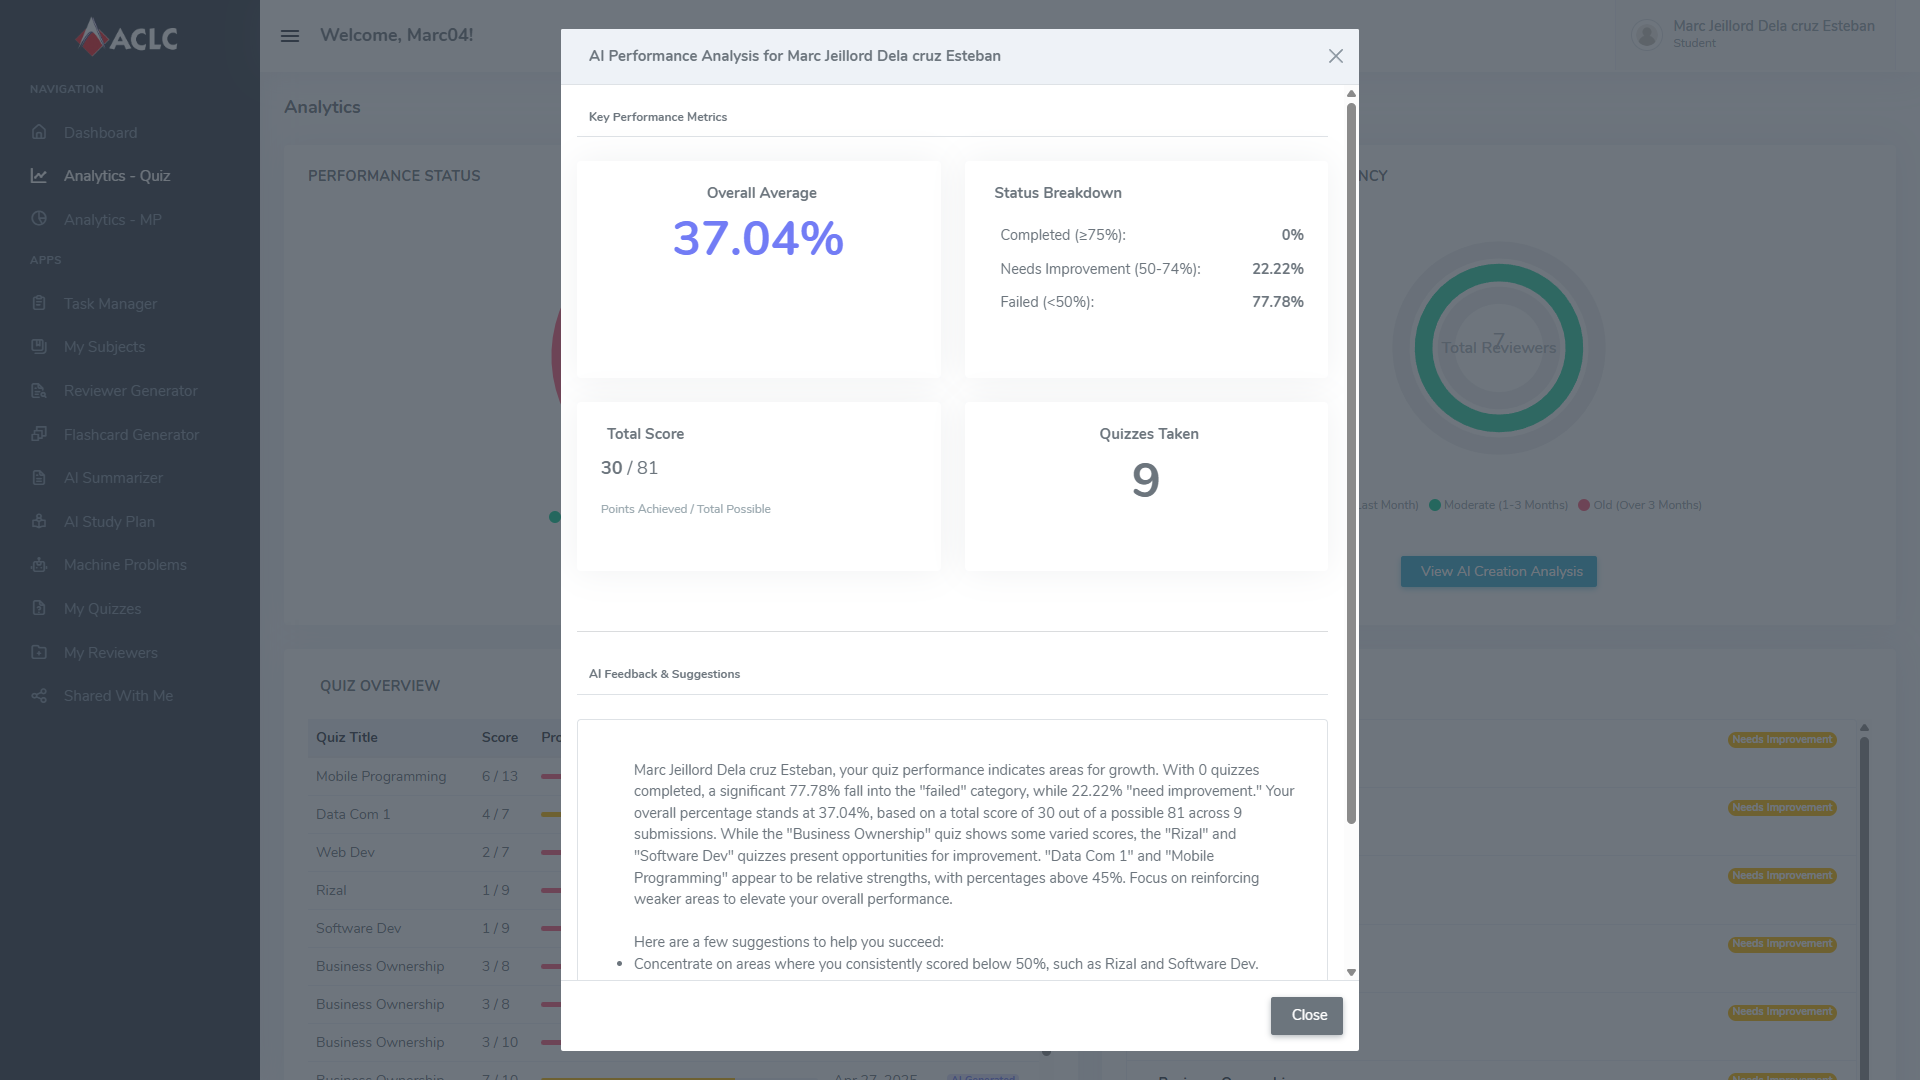 ACLC
NAVIGATION
Dashboard
Analytics - Quiz
Analytics - MP
APPS
Task Manager
My Subjects
Reviewer Generator
Flashcard Generator
AI Summarizer
AI Study Plan
Machine Problems
My Quizzes
My Reviewers
Shared With Me
Welcome, Marc04!
Marc Jeillord Dela cruz Esteban
Student
Analytics
PERFORMANCE STATUS
NCY
7
Total Reviewers
Last Month)
Moderate (1-3 Months)
Old (Over 3 Months)
View AI Creation Analysis
QUIZ OVERVIEW
Quiz Title Score Pro
Mobile Programming 6 / 13
Data Com 1 4 / 7
Web Dev 2 / 7
Rizal 1 / 9
Software Dev 1 / 9
Business Ownership 3 / 8
Business Ownership 3 / 8
Business Ownership 3 / 10
Business Ownership 7 / 10 Apr 27, 2025 AI Generated
Needs Improvement
Needs Improvement
Needs Improvement
Needs Improvement
Needs Improvement
Needs Improvement
Business Ownership
AI Performance Analysis for Marc Jeillord Dela cruz Esteban
Key Performance Metrics
Overall Average
37.04%
Status Breakdown
Completed (≥75%): 0%
Needs Improvement (50-74%): 22.22%
Failed (<50%): 77.78%
Total Score
30 / 81
Points Achieved / Total Possible
Quizzes Taken
9
AI Feedback & Suggestions
Marc Jeillord Dela cruz Esteban, your quiz performance indicates areas for growth. With 0 quizzes
completed, a significant 77.78% fall into the "failed" category, while 22.22% "need improvement." Your
overall percentage stands at 37.04%, based on a total score of 30 out of a possible 81 across 9
submissions. While the "Business Ownership" quiz shows some varied scores, the "Rizal" and
"Software Dev" quizzes present opportunities for improvement. "Data Com 1" and "Mobile
Programming" appear to be relative strengths, with percentages above 45%. Focus on reinforcing
weaker areas to elevate your overall performance.
Here are a few suggestions to help you succeed:
• Concentrate on areas where you consistently scored below 50%, such as Rizal and Software Dev.
Close